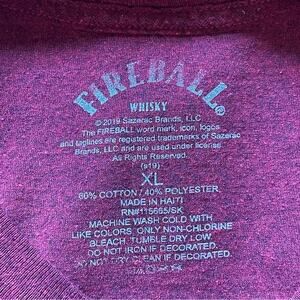 FIREBALL®
WHISKY
© 2019 Sazerac Brands, LLC
The FIREBALL word mark, icon, logos
and taglines are registered trademarks of Sazerac
Brands, LLC and are used under license.
All Rights Reserved.
(s19)
XL
60% COTTON / 40% POLYESTER
MADE IN HAITI
RN#115665/SK
MACHINE WASH COLD WITH
LIKE COLORS, ONLY NON-CHLORINE
BLEACH. TUMBLE DRY LOW.
DO NOT IRON IF DECORATED.
DO NOT DRY CLEAN IF DECORATED.